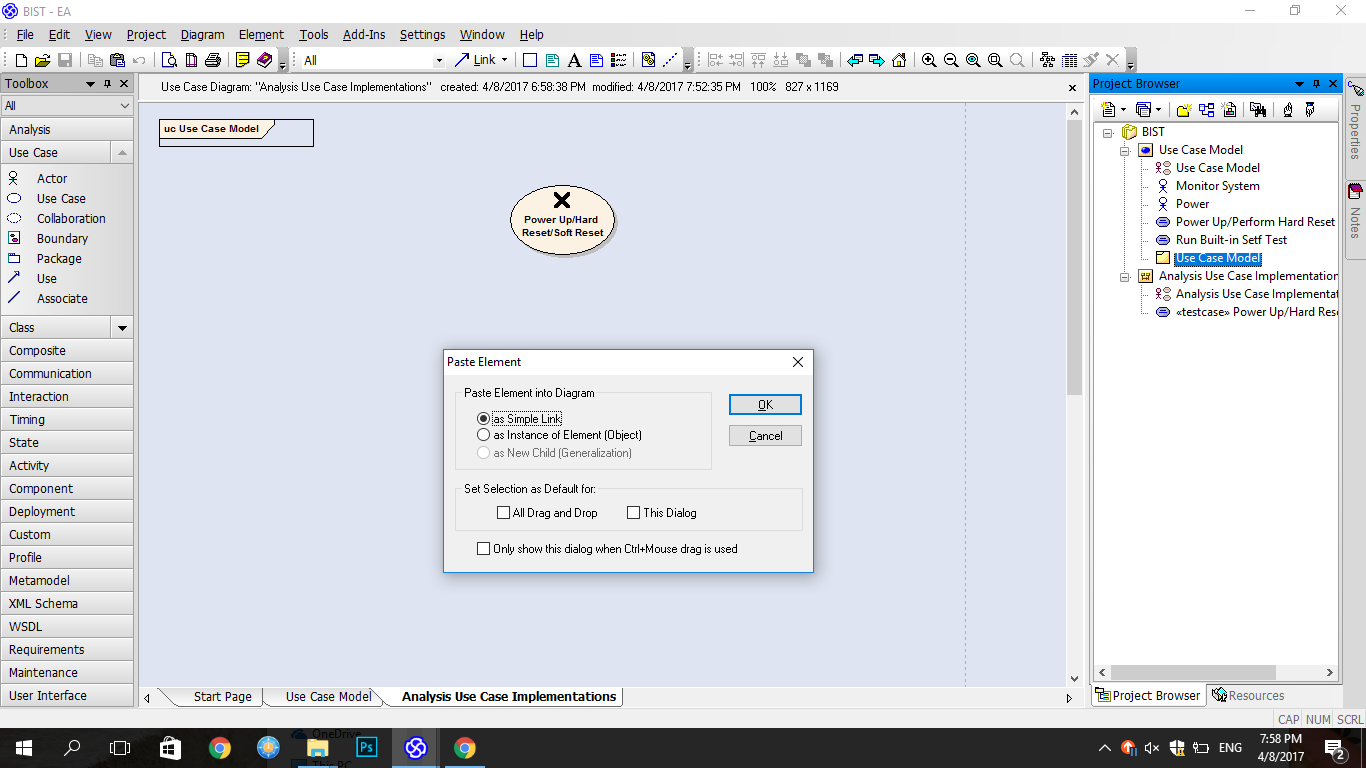 BIST - EA
File Edit View Project Diagram Element Tools Add-Ins Settings Window Help
All Link
Toolbox
Use Case Diagram: "Analysis Use Case Implementations" created: 4/8/2017 6:58:38 PM modified: 4/8/2017 7:52:35 PM 100% 827 x 1169
Project Browser
All
Analysis
Use Case
Actor
Use Case
Collaboration
Boundary
Package
Use
Associate
Class
Composite
Communication
Interaction
Timing
State
Activity
Component
Deployment
Custom
Profile
Metamodel
XML Schema
WSDL
Requirements
Maintenance
User Interface
uc Use Case Model
Power Up/Hard
Reset/Soft Reset
Paste Element
Paste Element into Diagram
as Simple Link
as Instance of Element (Object)
as New Child (Generalization)
OK
Cancel
Set Selection as Default for:
All Drag and Drop This Dialog
Only show this dialog when Ctrl+Mouse drag is used
BIST
Use Case Model
Use Case Model
Monitor System
Power
Power Up/Perform Hard Reset
Run Built-in Setf Test
Use Case Model
Analysis Use Case Implementation
Analysis Use Case Implementat
«testcase» Power Up/Hard Res
Properties
Notes
Start Page Use Case Model Analysis Use Case Implementations
Project Browser Resources
CAP NUM SCRL
OneDrive
This PC
Ps
ENG
7:58 PM
4/8/2017
2